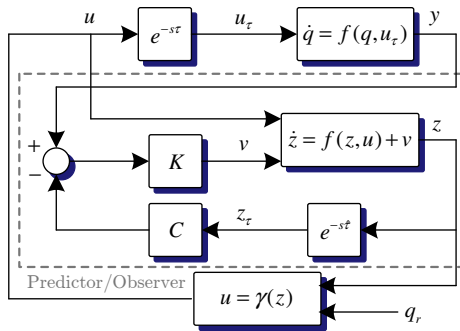 u
e^{-sτ}
u_τ
q̇ = f(q,u_τ)
y
+
−
K
v
ż = f(z,u)+v
z
C
z_τ
e^{-sτ̂}
Predictor/Observer
u = γ(z)
q_r